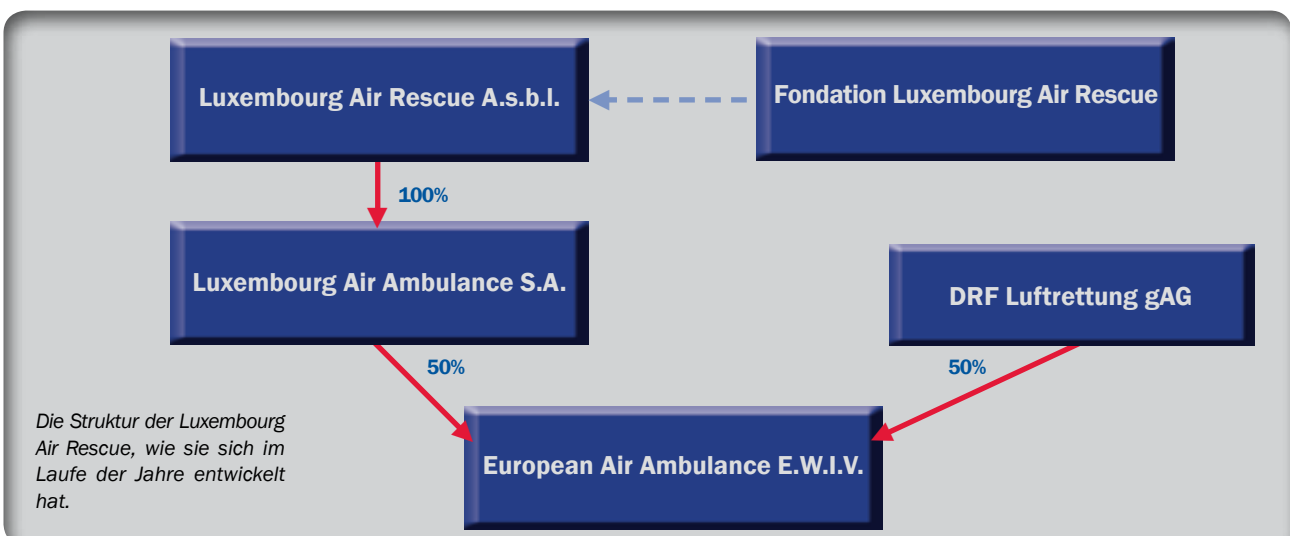 Luxembourg Air Rescue A.s.b.l.
Fondation Luxembourg Air Rescue
100%
Luxembourg Air Ambulance S.A.
DRF Luftrettung gAG
50%
50%
European Air Ambulance E.W.I.V.
Die Struktur der Luxembourg
Air Rescue, wie sie sich im
Laufe der Jahre entwickelt
hat.